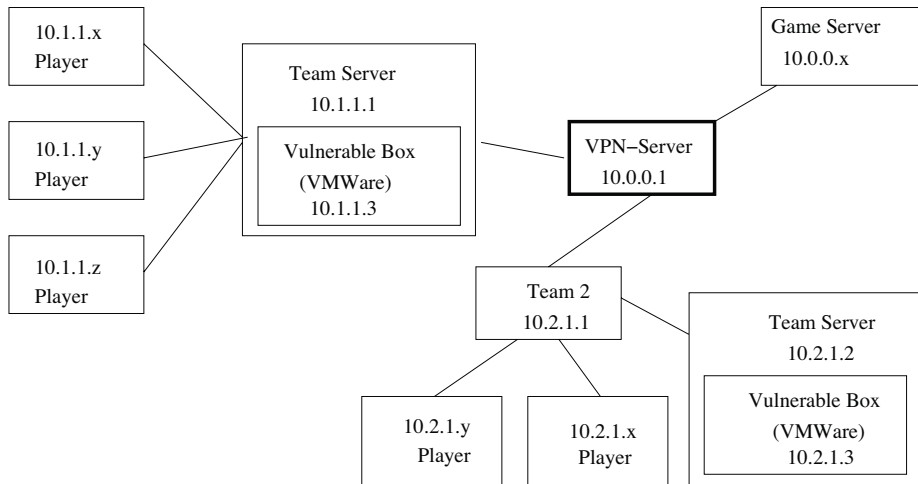 10.1.1.x
Player
10.1.1.y
Player
10.1.1.z
Player
Team Server
10.1.1.1
Vulnerable Box
(VMWare)
10.1.1.3
Game Server
10.0.0.x
VPN−Server
10.0.0.1
Team 2
10.2.1.1
10.2.1.y
Player
10.2.1.x
Player
Team Server
10.2.1.2
Vulnerable Box
(VMWare)
10.2.1.3